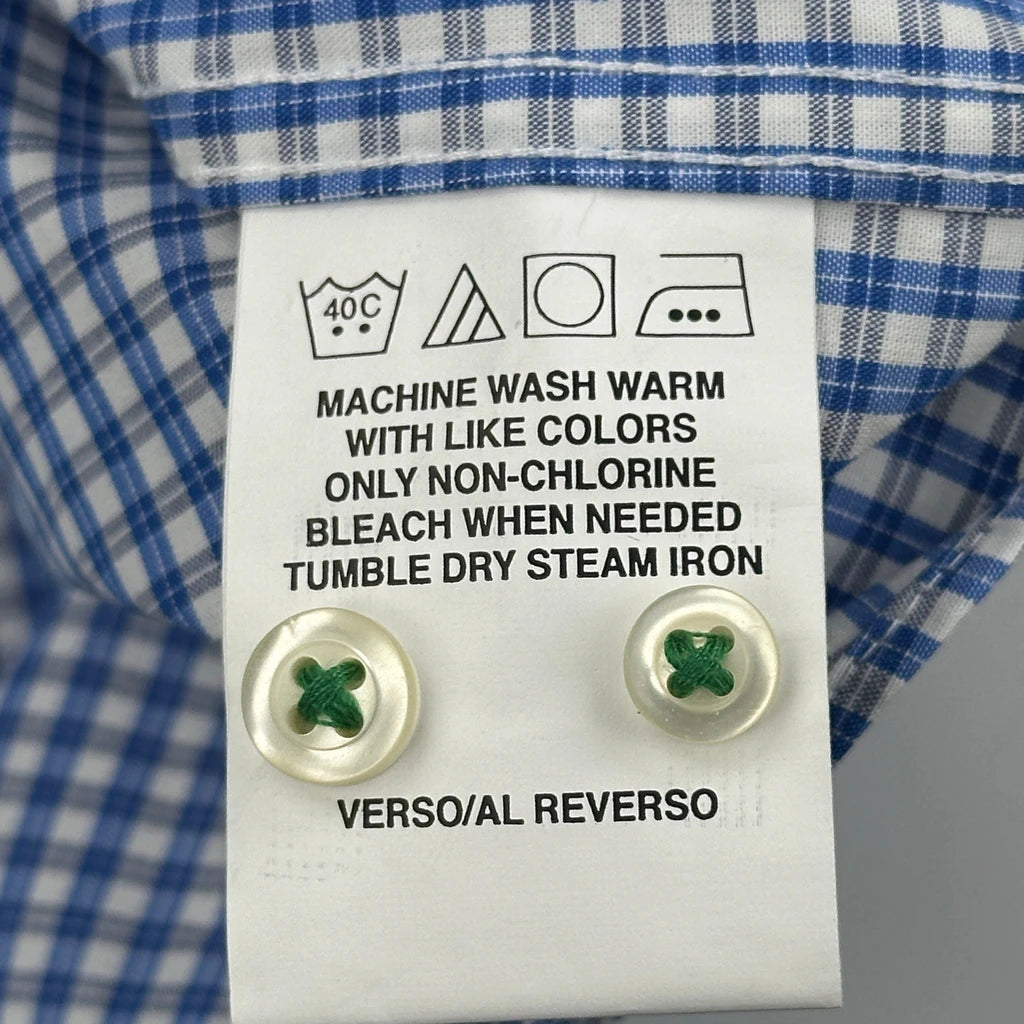 40C
MACHINE WASH WARM
WITH LIKE COLORS
ONLY NON-CHLORINE
BLEACH WHEN NEEDED
TUMBLE DRY STEAM IRON
VERSO/AL REVERSO